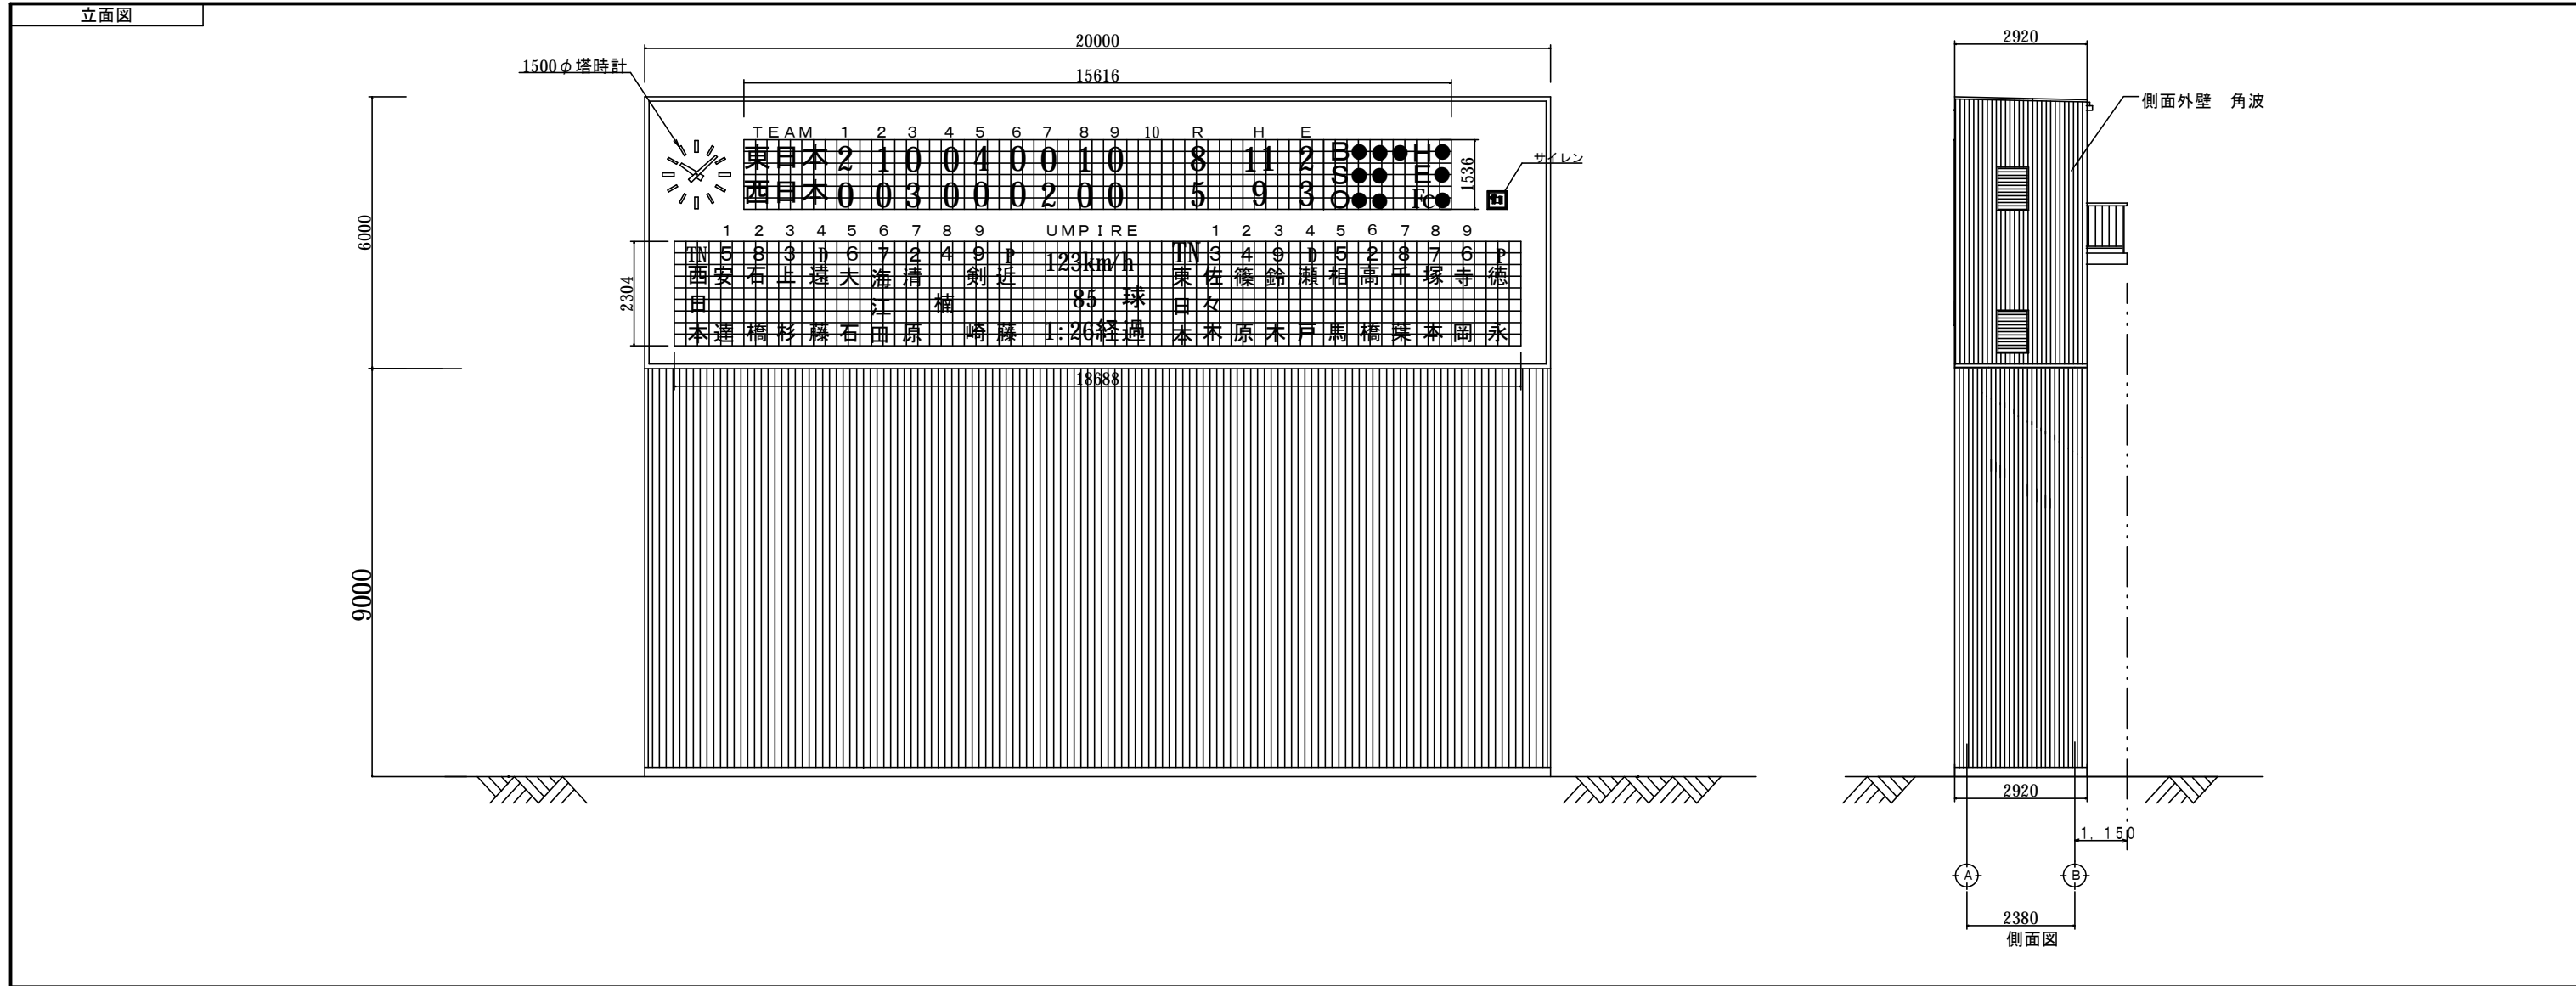 立面図
20000
2920
1500φ塔時計
15616
側面外壁 角波
TEAM 1 2 3 4 5 6 7 8 9 10 R H E
東日本 2 1 0 0 4 0 0 1 0 8 11 2 B●●● H●
サイレン
1536
S●● E●
西日本 0 0 3 0 0 0 2 0 0 5 9 3 O●● Fc●
6000
1 2 3 4 5 6 7 8 9 UMPIRE 1 2 3 4 5 6 7 8 9
TN 5 8 3 D 6 7 2 4 9 P 123km/h TN 3 4 9 D 5 2 8 7 6 P
西日本 安達 石橋 上杉 遠藤 大石 海江田 清原 楠 剣崎 近藤 85 球 東日本 佐々木 篠原 鈴木 瀬戸 相馬 高橋 千葉 塚本 寺岡 徳永
1:26経過
2304
18688
9000
2920
1,150
A B
2380
側面図